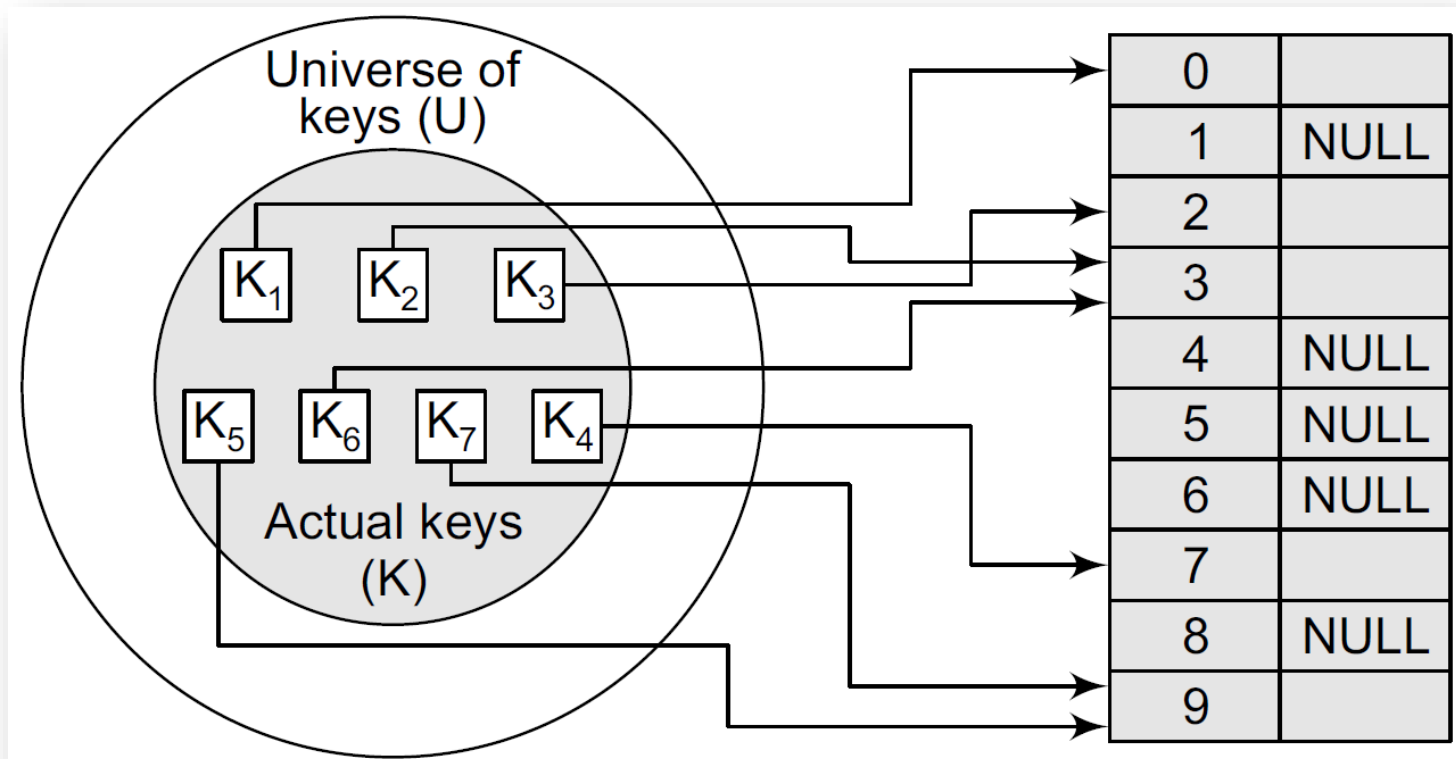 Universe of
keys (U)
K₁ K₂ K₃
K₅ K₆ K₇ K₄
Actual keys
(K)
0
1 NULL
2
3
4 NULL
5 NULL
6 NULL
7
8 NULL
9